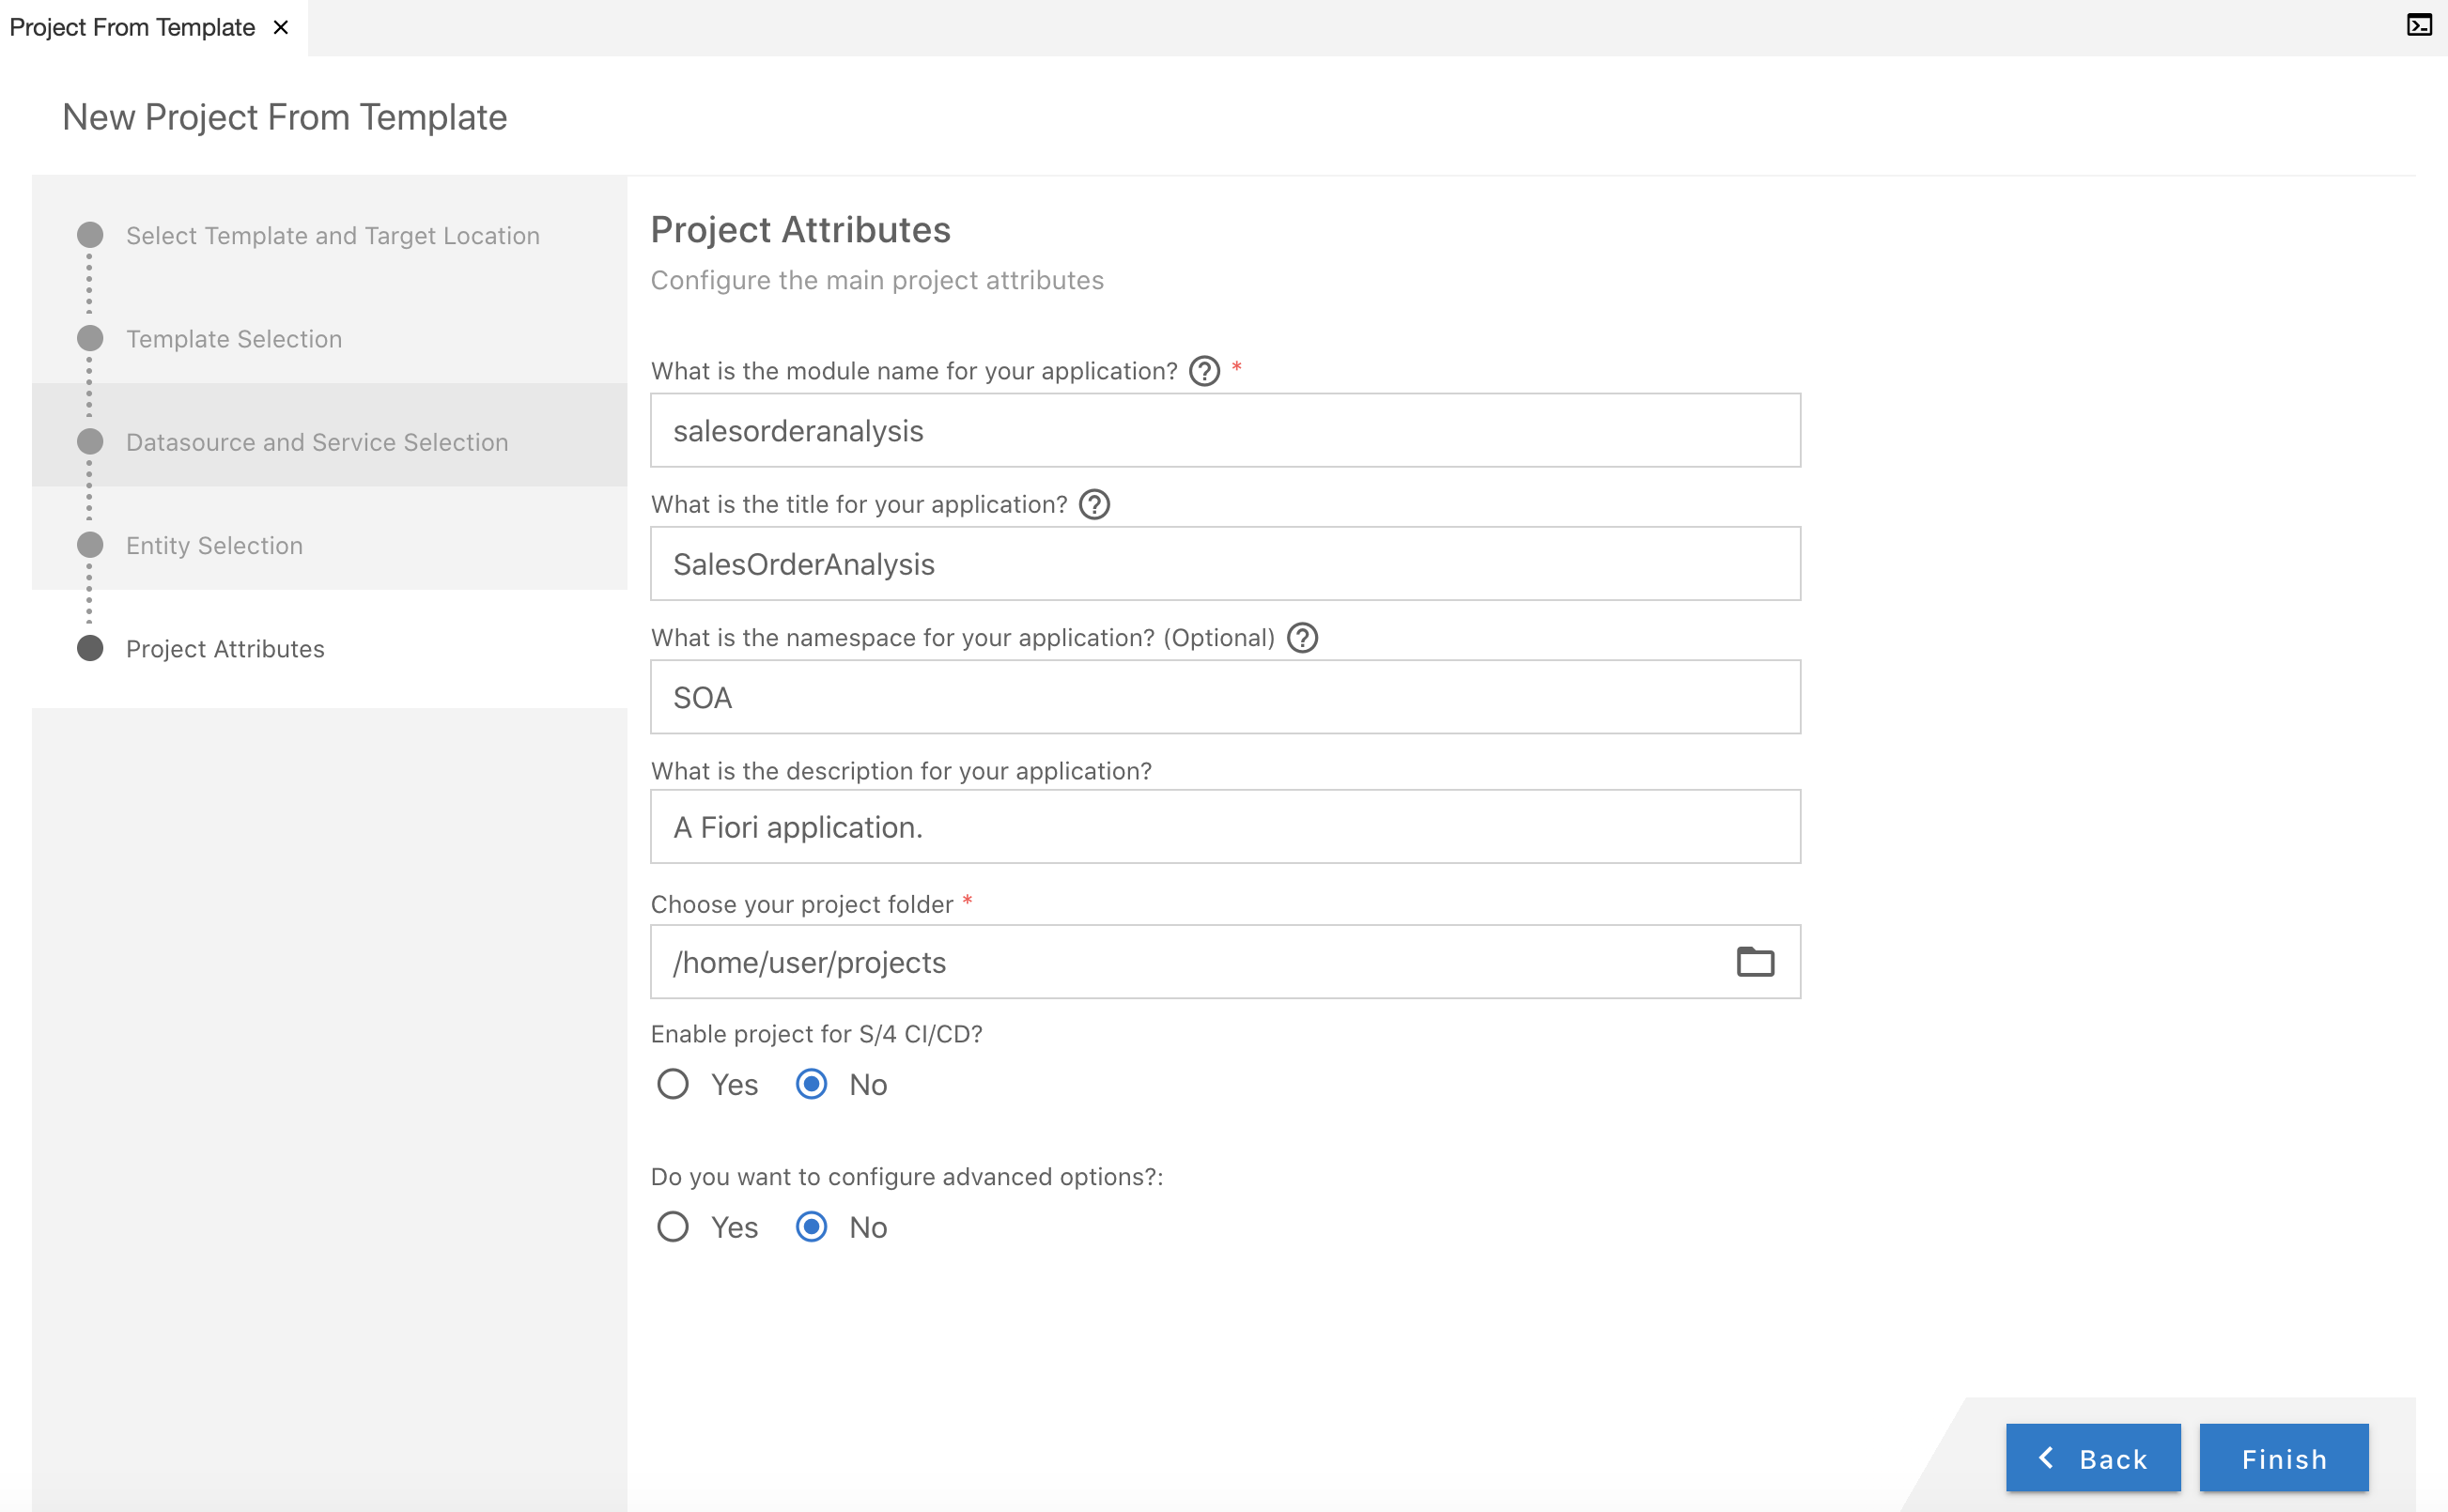 Project From Template
New Project From Template
Select Template and Target Location
Template Selection
Datasource and Service Selection
Entity Selection
Project Attributes
Project Attributes
Configure the main project attributes
What is the module name for your application? *
salesorderanalysis
What is the title for your application?
SalesOrderAnalysis
What is the namespace for your application? (Optional)
SOA
What is the description for your application?
A Fiori application.
Choose your project folder *
/home/user/projects
Enable project for S/4 CI/CD?
Yes No
Do you want to configure advanced options?:
Yes No
Back Finish